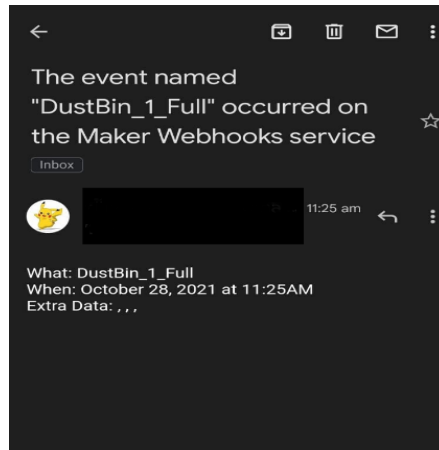 The event named
"DustBin_1_Full" occurred on
the Maker Webhooks service
Inbox
11:25 am
What: DustBin_1_Full
When: October 28, 2021 at 11:25AM
Extra Data: , , ,